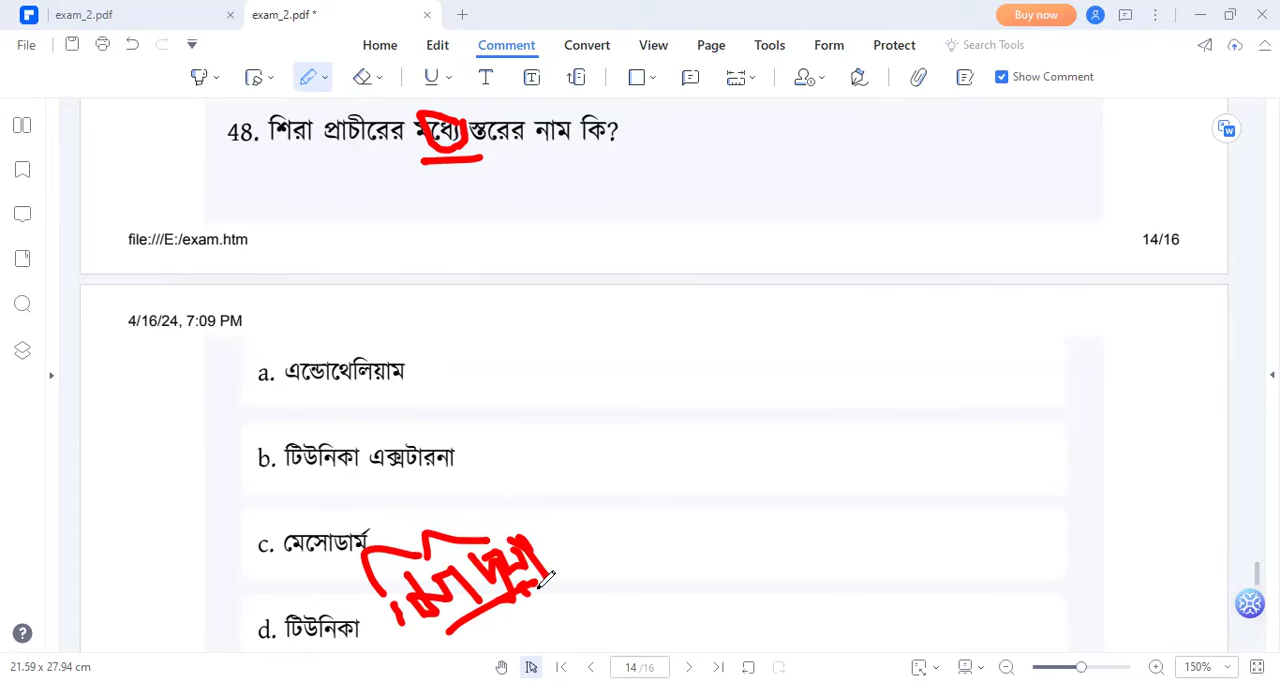 exam_2.pdf
exam_2.pdf *
Buy now
File
Home Edit Comment Convert View Page Tools Form Protect Search Tools
Show Comment
48. শিরা প্রাচীরের মধ্যে স্তরের নাম কি?
file:///E:/exam.htm
14/16
4/16/24, 7:09 PM
a. এন্ডোথেলিয়াম
b. টিউনিকা এক্সটারনা
c. মেসোডার্ম
d. টিউনিকা
21.59 x 27.94 cm
14 /16
150%